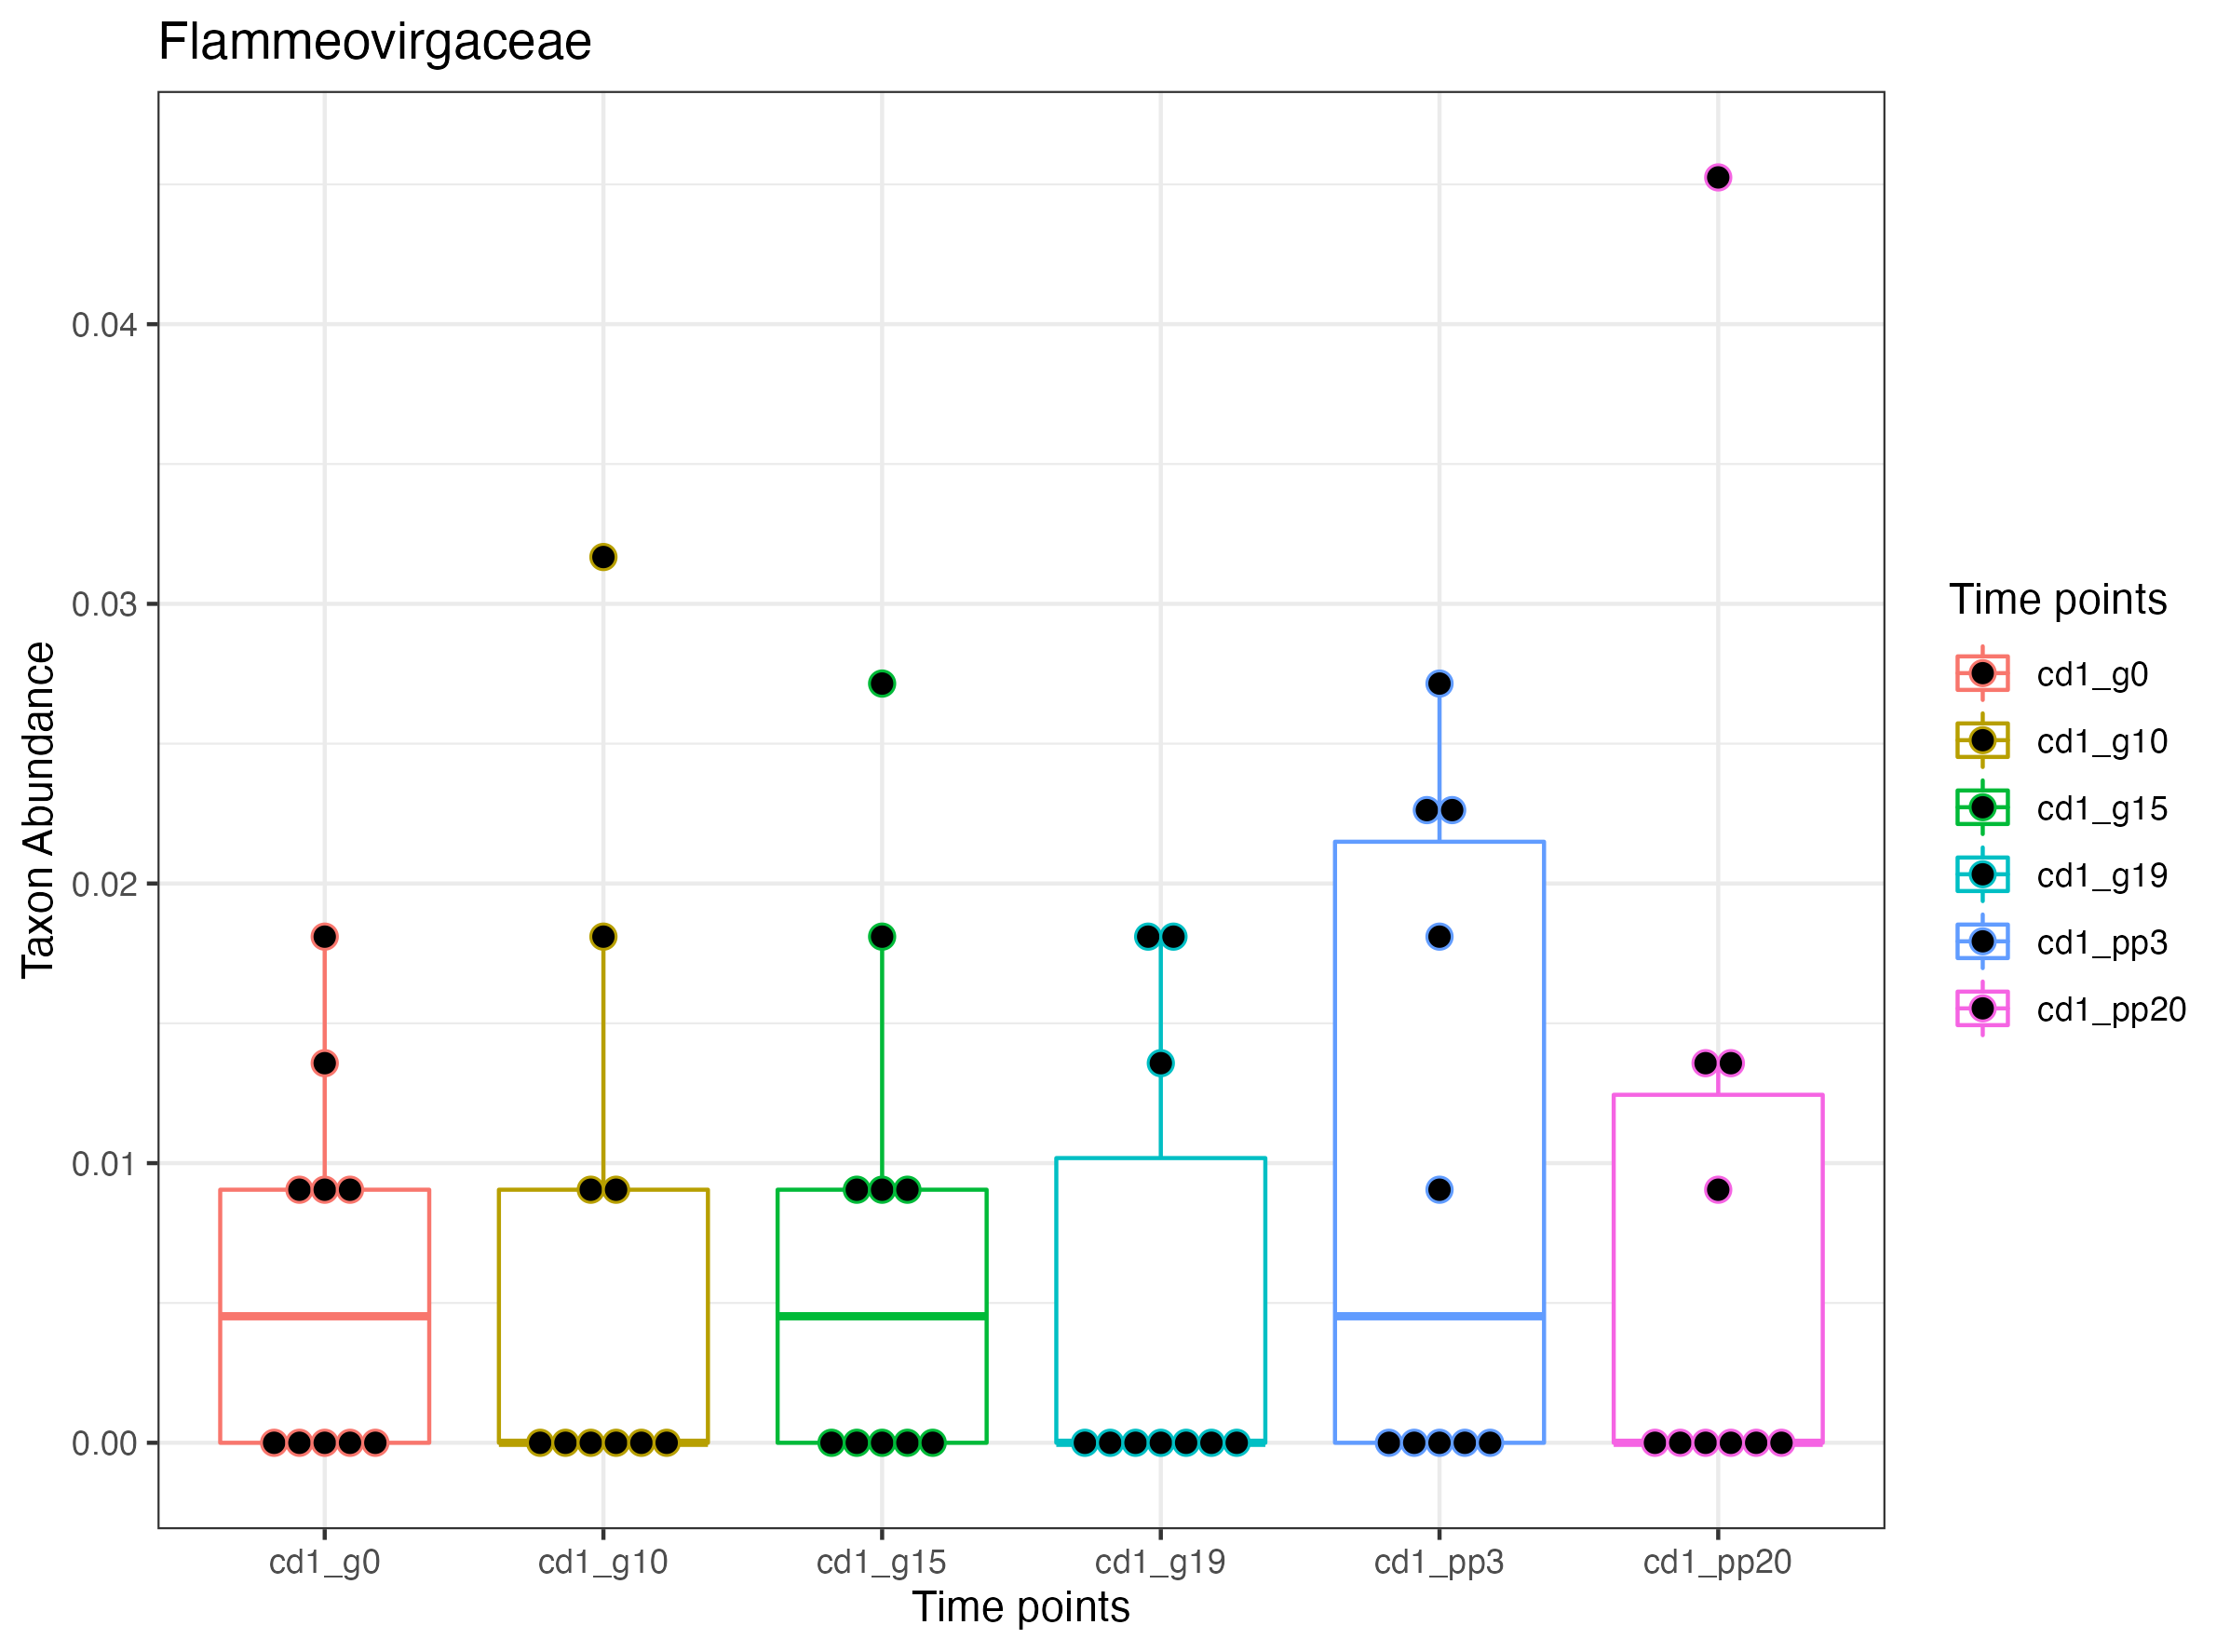 Flammeovirgaceae
Taxon Abundance
0.04
0.03
0.02
0.01
0.00
cd1_g0 cd1_g10 cd1_g15 cd1_g19 cd1_pp3 cd1_pp20
Time points
Time points
cd1_g0
cd1_g10
cd1_g15
cd1_g19
cd1_pp3
cd1_pp20